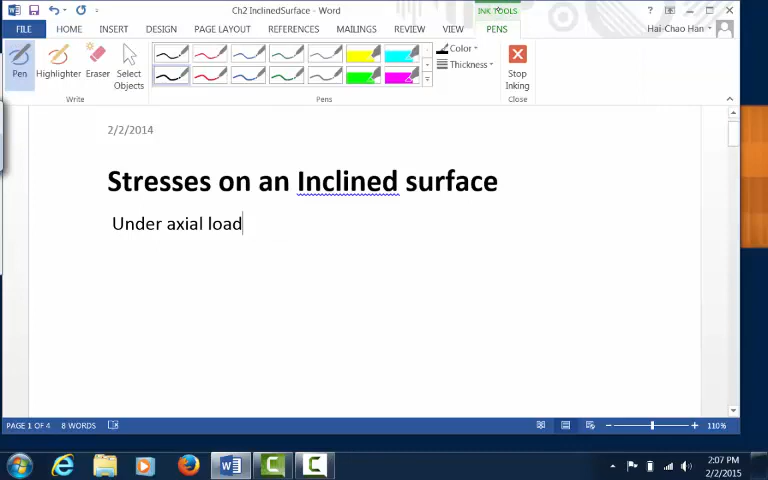 Ch2 InclinedSurface - Word
INK TOOLS
?
FILE HOME INSERT DESIGN PAGE LAYOUT REFERENCES MAILINGS REVIEW VIEW PENS
Hai-Chao Han
Pen Highlighter Eraser Select Objects
Color
Thickness
Stop Inking
Write Pens Close
2/2/2014
Stresses on an Inclined surface
Under axial load
PAGE 1 OF 4 8 WORDS 110%
2:07 PM
2/2/2015